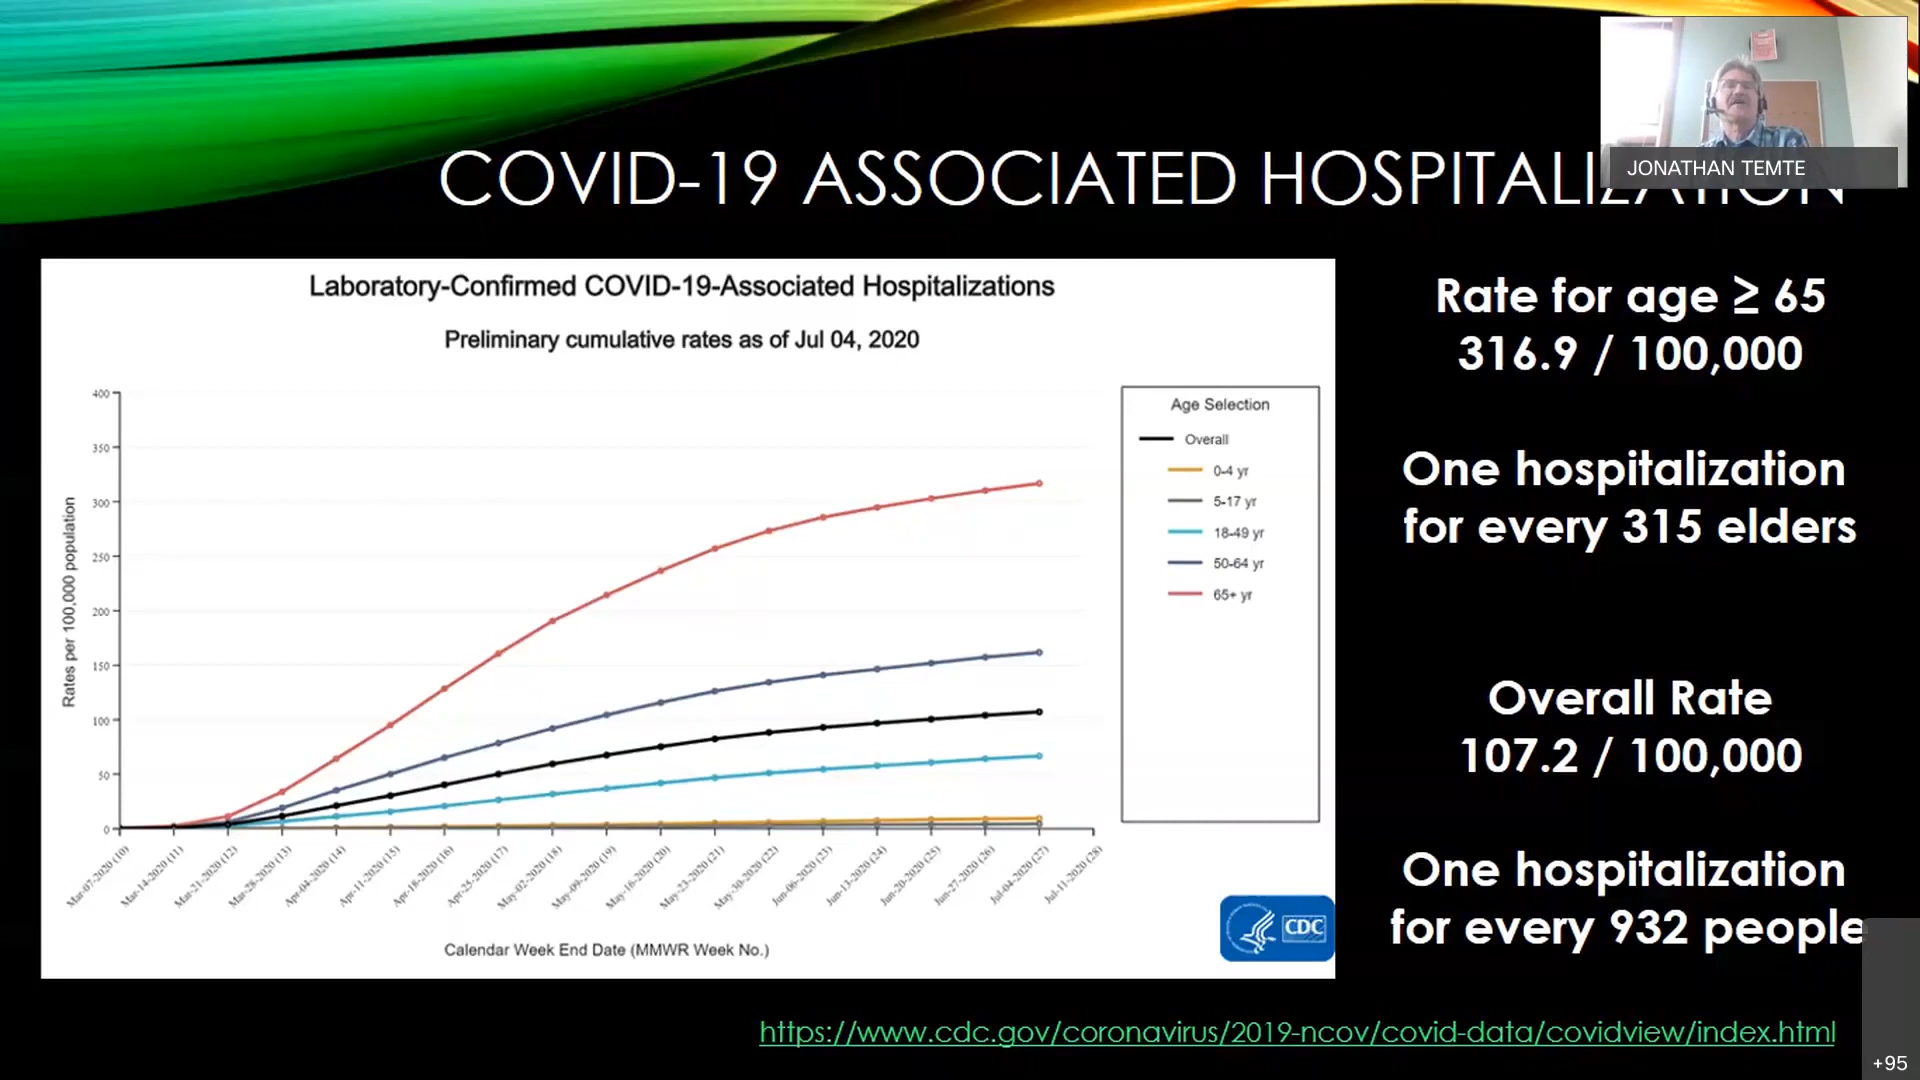 JONATHAN TEMTE
COVID-19 ASSOCIATED HOSPITALIZATION
Laboratory-Confirmed COVID-19-Associated Hospitalizations
Preliminary cumulative rates as of Jul 04, 2020
Rates per 100,000 population
400
350
300
250
200
150
100
50
0
Mar-07-2020 (10)
Mar-14-2020 (11)
Mar-21-2020 (12)
Mar-28-2020 (13)
Apr-04-2020 (14)
Apr-11-2020 (15)
Apr-18-2020 (16)
Apr-25-2020 (17)
May-02-2020 (18)
May-09-2020 (19)
May-16-2020 (20)
May-23-2020 (21)
May-30-2020 (22)
Jun-06-2020 (23)
Jun-13-2020 (24)
Jun-20-2020 (25)
Jun-27-2020 (26)
Jul-04-2020 (27)
Jul-11-2020 (28)
Calendar Week End Date (MMWR Week No.)
Age Selection
Overall
0-4 yr
5-17 yr
18-49 yr
50-64 yr
65+ yr
CDC
Rate for age ≥ 65
316.9 / 100,000
One hospitalization
for every 315 elders
Overall Rate
107.2 / 100,000
One hospitalization
for every 932 people
https://www.cdc.gov/coronavirus/2019-ncov/covid-data/covidview/index.html
+95